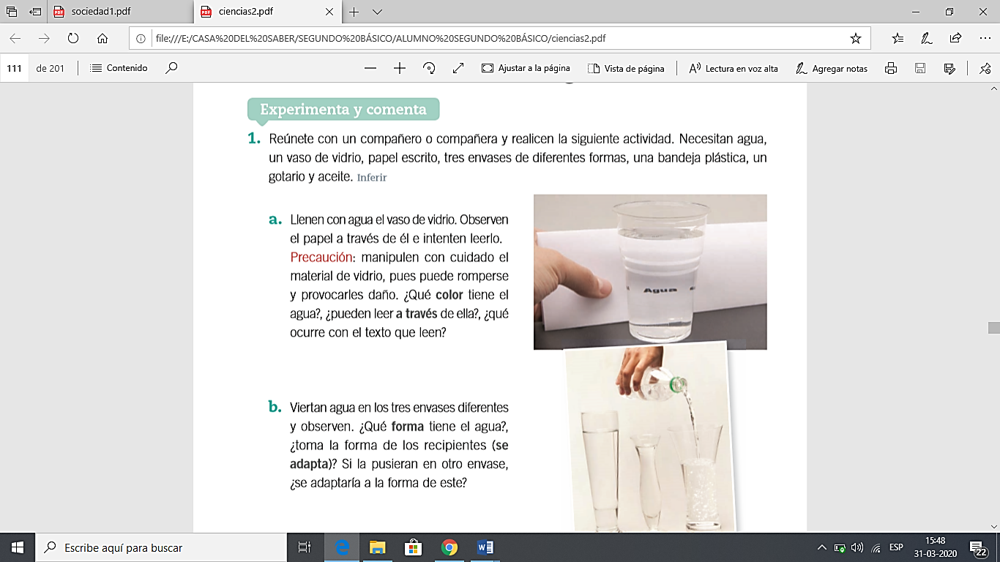 sociedad1.pdf
ciencias2.pdf
file:///E:/CASA%20DEL%20SABER/SEGUNDO%20BÁSICO/ALUMNO%20SEGUNDO%20BÁSICO/ciencias2.pdf
111 de 201 Contenido Ajustar a la página Vista de página Lectura en voz alta Agregar notas
Experimenta y comenta
1. Reúnete con un compañero o compañera y realicen la siguiente actividad. Necesitan agua,
un vaso de vidrio, papel escrito, tres envases de diferentes formas, una bandeja plástica, un
gotario y aceite. Inferir
a. Llenen con agua el vaso de vidrio. Observen
el papel a través de él e intenten leerlo.
Precaución: manipulen con cuidado el
material de vidrio, pues puede romperse
y provocarles daño. ¿Qué color tiene el
agua?, ¿pueden leer a través de ella?, ¿qué
ocurre con el texto que leen?
Agua
b. Viertan agua en los tres envases diferentes
y observen. ¿Qué forma tiene el agua?,
¿toma la forma de los recipientes (se
adapta)? Si la pusieran en otro envase,
¿se adaptaría a la forma de este?
Escribe aquí para buscar
ESP
15:48
31-03-2020
22